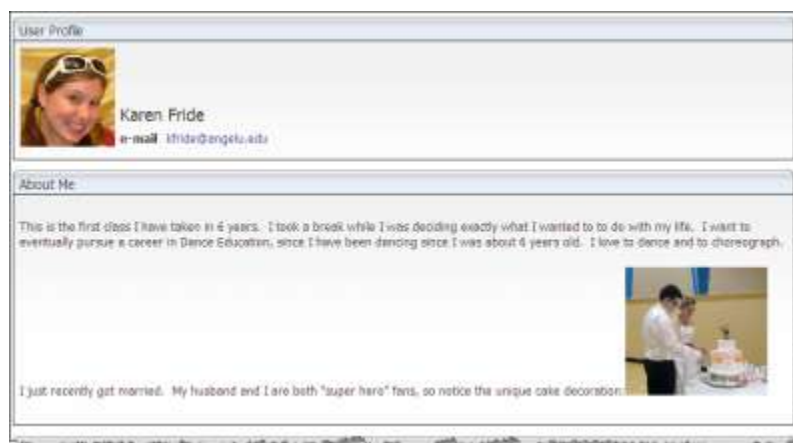 User Profile
Karen Fride
e-mail kfride@angelu.edu
About Me
This is the first class I have taken in 6 years. I took a break while I was deciding exactly what I wanted to to do with my life. I want to
eventually pursue a career in Dance Education, since I have been dancing since I was about 6 years old. I love to dance and to choreograph.
I just recently got married. My husband and I are both "super hero" fans, so notice the unique cake decoration